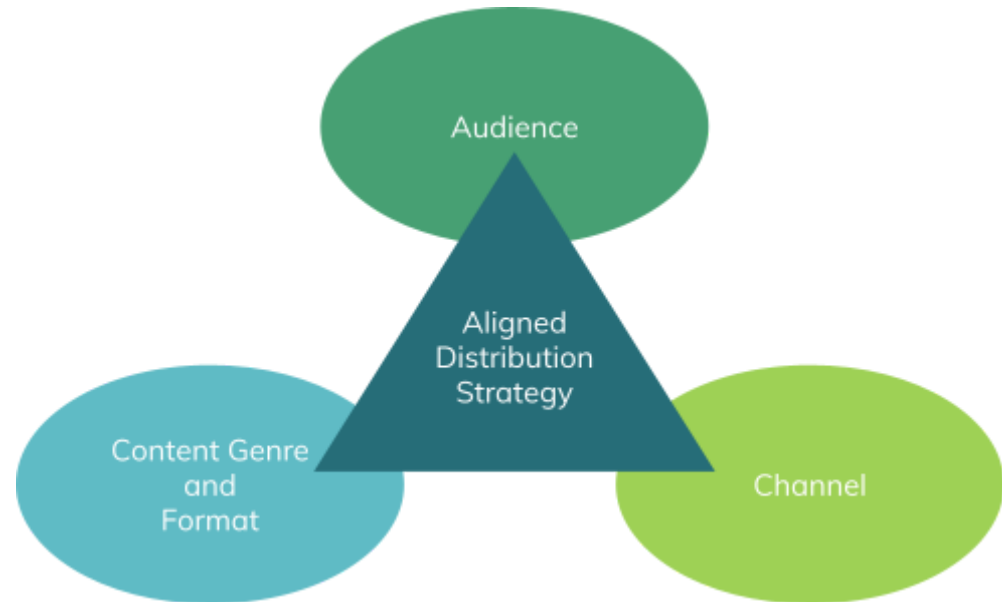 Audience
Aligned
Distribution
Strategy
Content Genre
and
Format
Channel